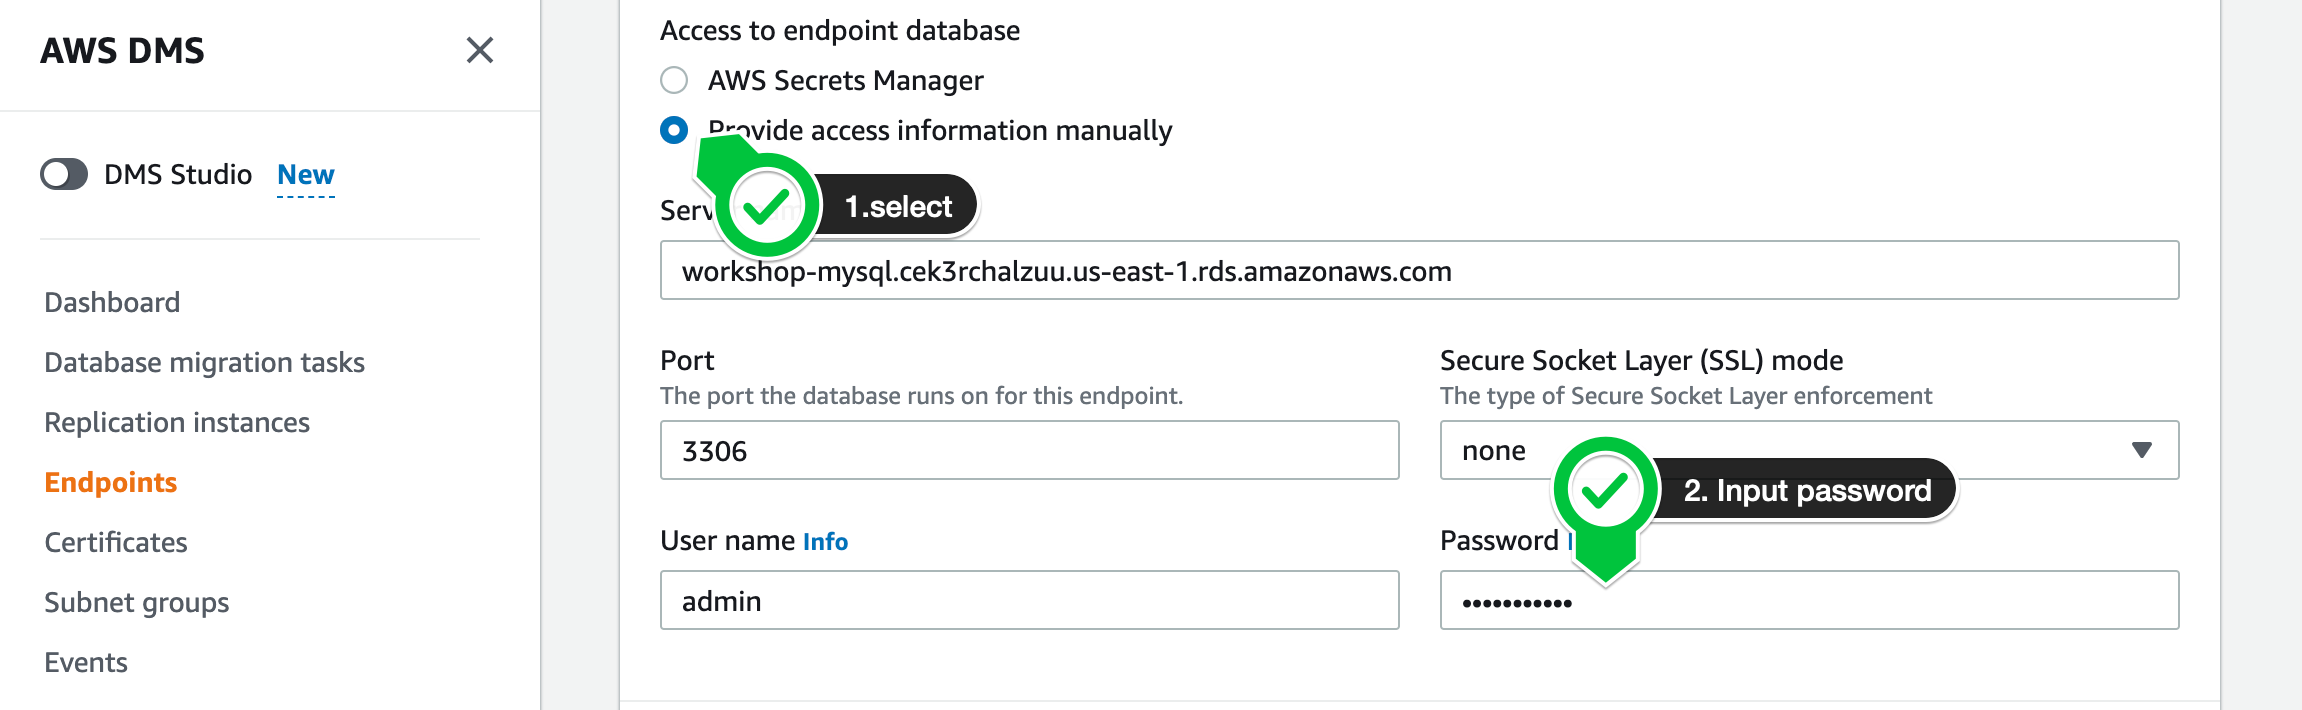 AWS DMS
DMS Studio New
Dashboard
Database migration tasks
Replication instances
Endpoints
Certificates
Subnet groups
Events
Access to endpoint database
AWS Secrets Manager
Provide access information manually
1.select
workshop-mysql.cek3rchalzuu.us-east-1.rds.amazonaws.com
Port
The port the database runs on for this endpoint.
3306
Secure Socket Layer (SSL) mode
The type of Secure Socket Layer enforcement
none
2. Input password
User name Info
admin
Password
•••••••••••